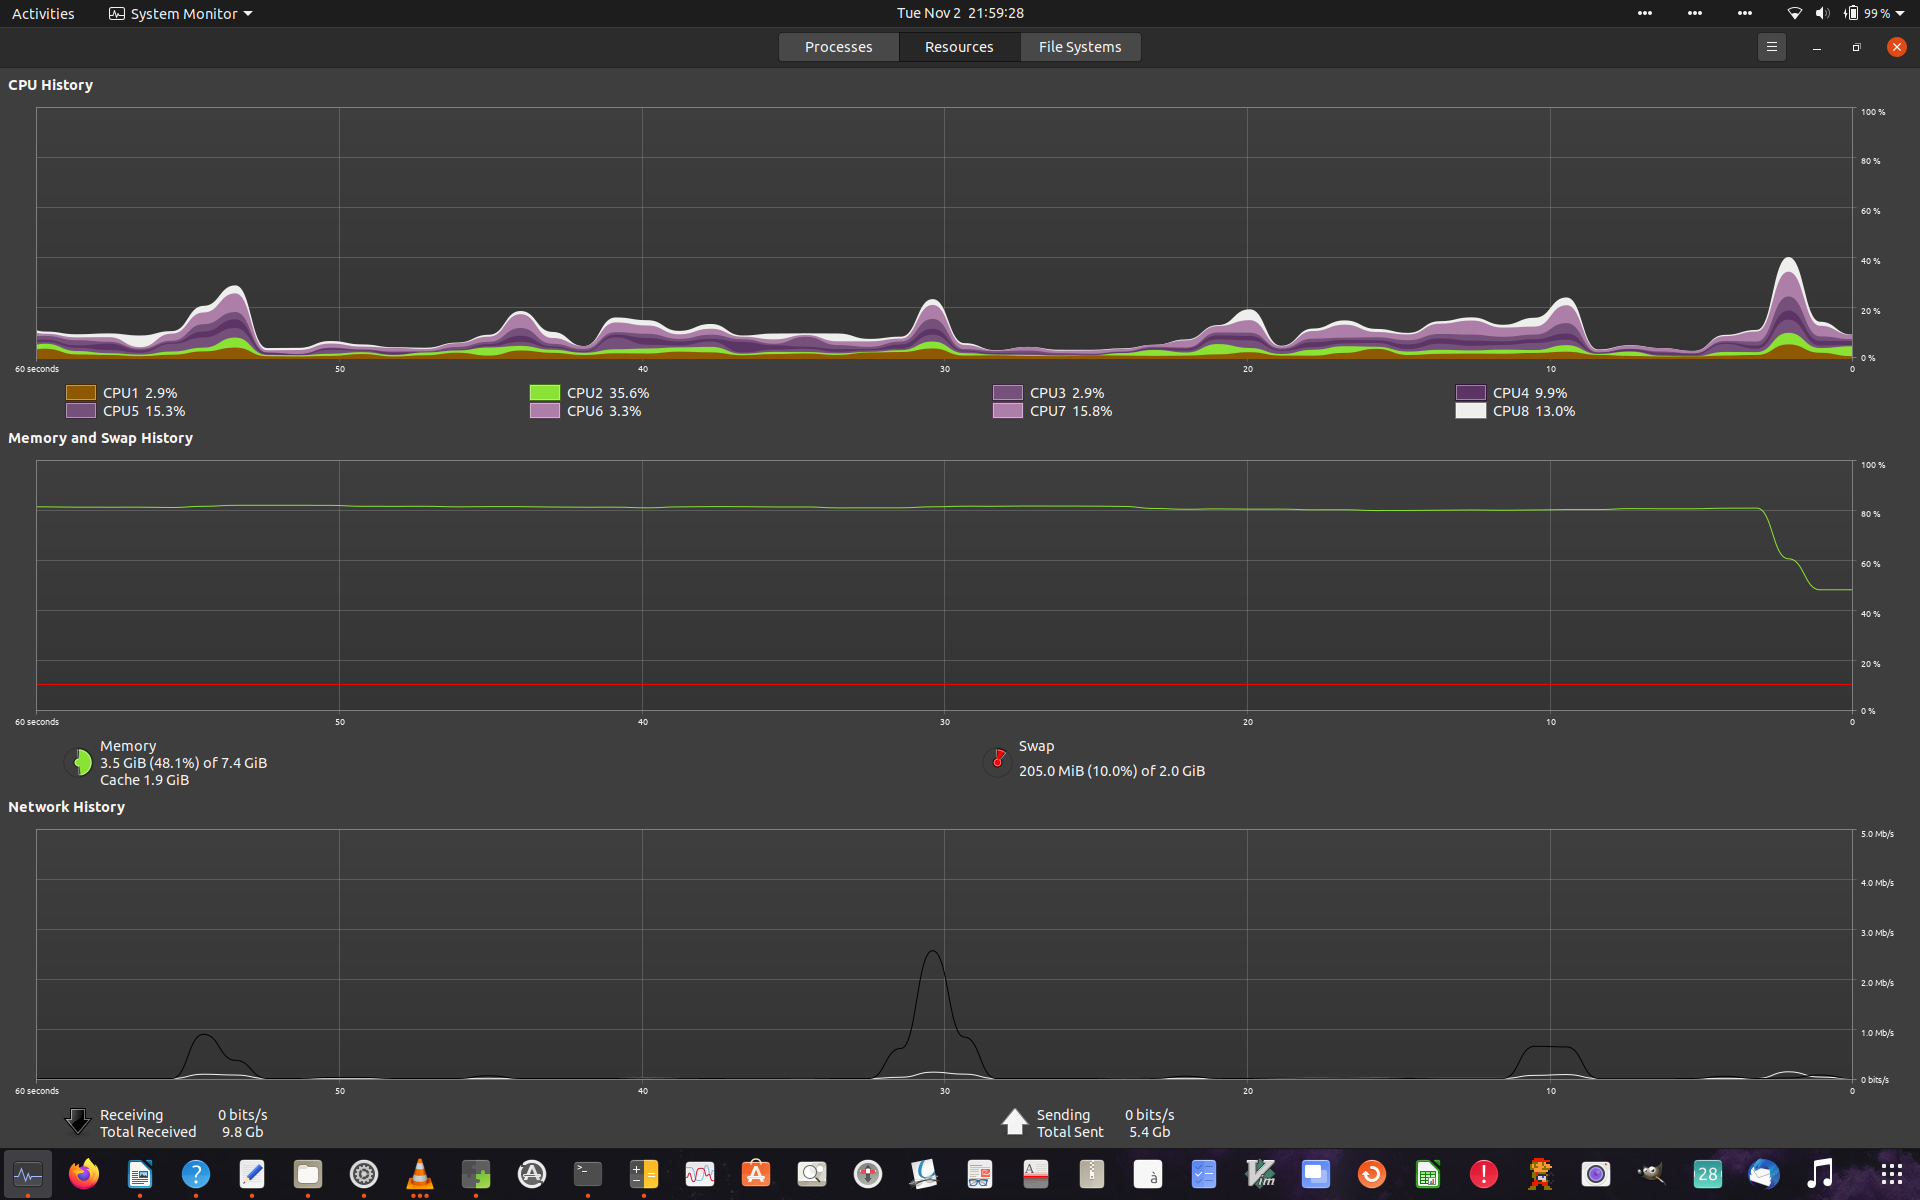 Activities System Monitor Tue Nov 2 21:59:28 99 %
Processes Resources File Systems
CPU History
100 %
80 %
60 %
40 %
20 %
0 %
60 seconds 50 40 30 20 10 0
CPU1 2.9% CPU2 35.6% CPU3 2.9% CPU4 9.9%
CPU5 15.3% CPU6 3.3% CPU7 15.8% CPU8 13.0%
Memory and Swap History
100 %
80 %
60 %
40 %
20 %
0 %
60 seconds 50 40 30 20 10 0
Memory
3.5 GiB (48.1%) of 7.4 GiB
Cache 1.9 GiB
Swap
205.0 MiB (10.0%) of 2.0 GiB
Network History
5.0 Mb/s
4.0 Mb/s
3.0 Mb/s
2.0 Mb/s
1.0 Mb/s
0 bits/s
60 seconds 50 40 30 20 10 0
Receiving 0 bits/s
Total Received 9.8 Gb
Sending 0 bits/s
Total Sent 5.4 Gb
28